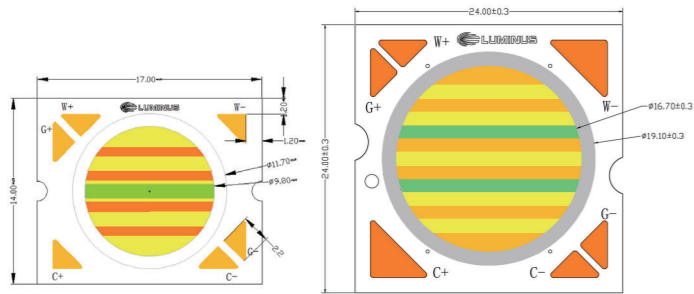 17.00
LUMINUS
W+
W-
G+
1.20
1.20
14.00
ø11.70
ø9.80
G-
2.2
C+
C-
24.00±0.3
W+
LUMINUS
G+
W-
ø16.70±0.3
ø19.10±0.3
24.00±0.3
G-
C+
C-